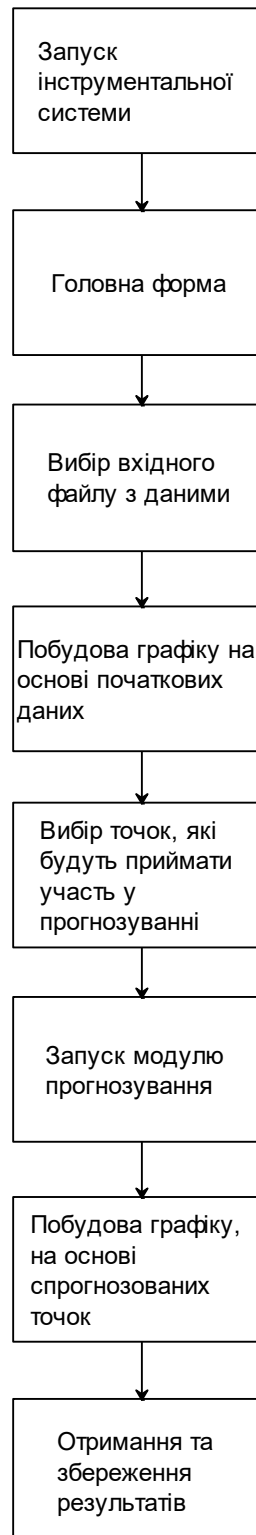 Запуск
інструментальної
системи
Головна форма
Вибір вхідного
файлу з даними
Побудова графіку на
основі початкових
даних
Вибір точок, які
будуть приймати
участь у
прогнозуванні
Запуск модулю
прогнозування
Побудова графіку,
на основі
спрогнозованих
точок
Отримання та
збереження
результатів